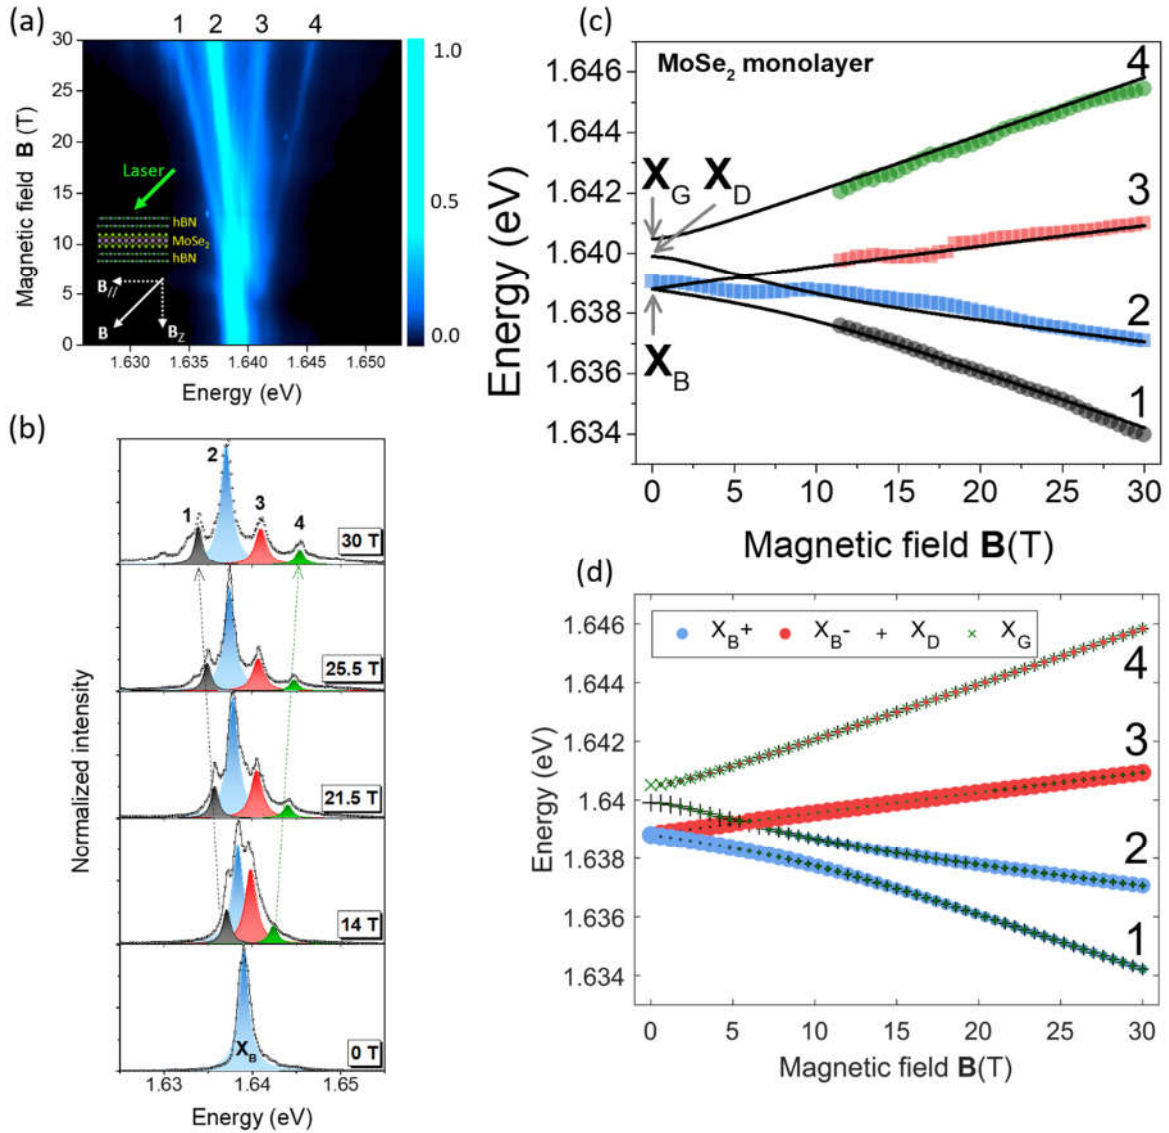 (a)
1 2 3 4
30
25
20
15
10
5
0
Magnetic field B (T)
Laser
hBN
MoSe2
hBN
B//
B
BZ
1.0
0.5
0.0
1.630 1.635 1.640 1.645 1.650
Energy (eV)
(b)
2
1
3
4
30 T
25.5 T
21.5 T
14 T
XB
0 T
Normalized intensity
1.63 1.64 1.65
Energy (eV)
(c)
MoSe2 monolayer
1.646
1.644
1.642
1.640
1.638
1.636
1.634
Energy (eV)
XG XD
XB
4
3
2
1
0 5 10 15 20 25 30
Magnetic field B(T)
(d)
XB+ XB- + XD × XG
1.646
1.644
1.642
1.64
1.638
1.636
1.634
Energy (eV)
4
3
2
1
0 5 10 15 20 25 30
Magnetic field B(T)